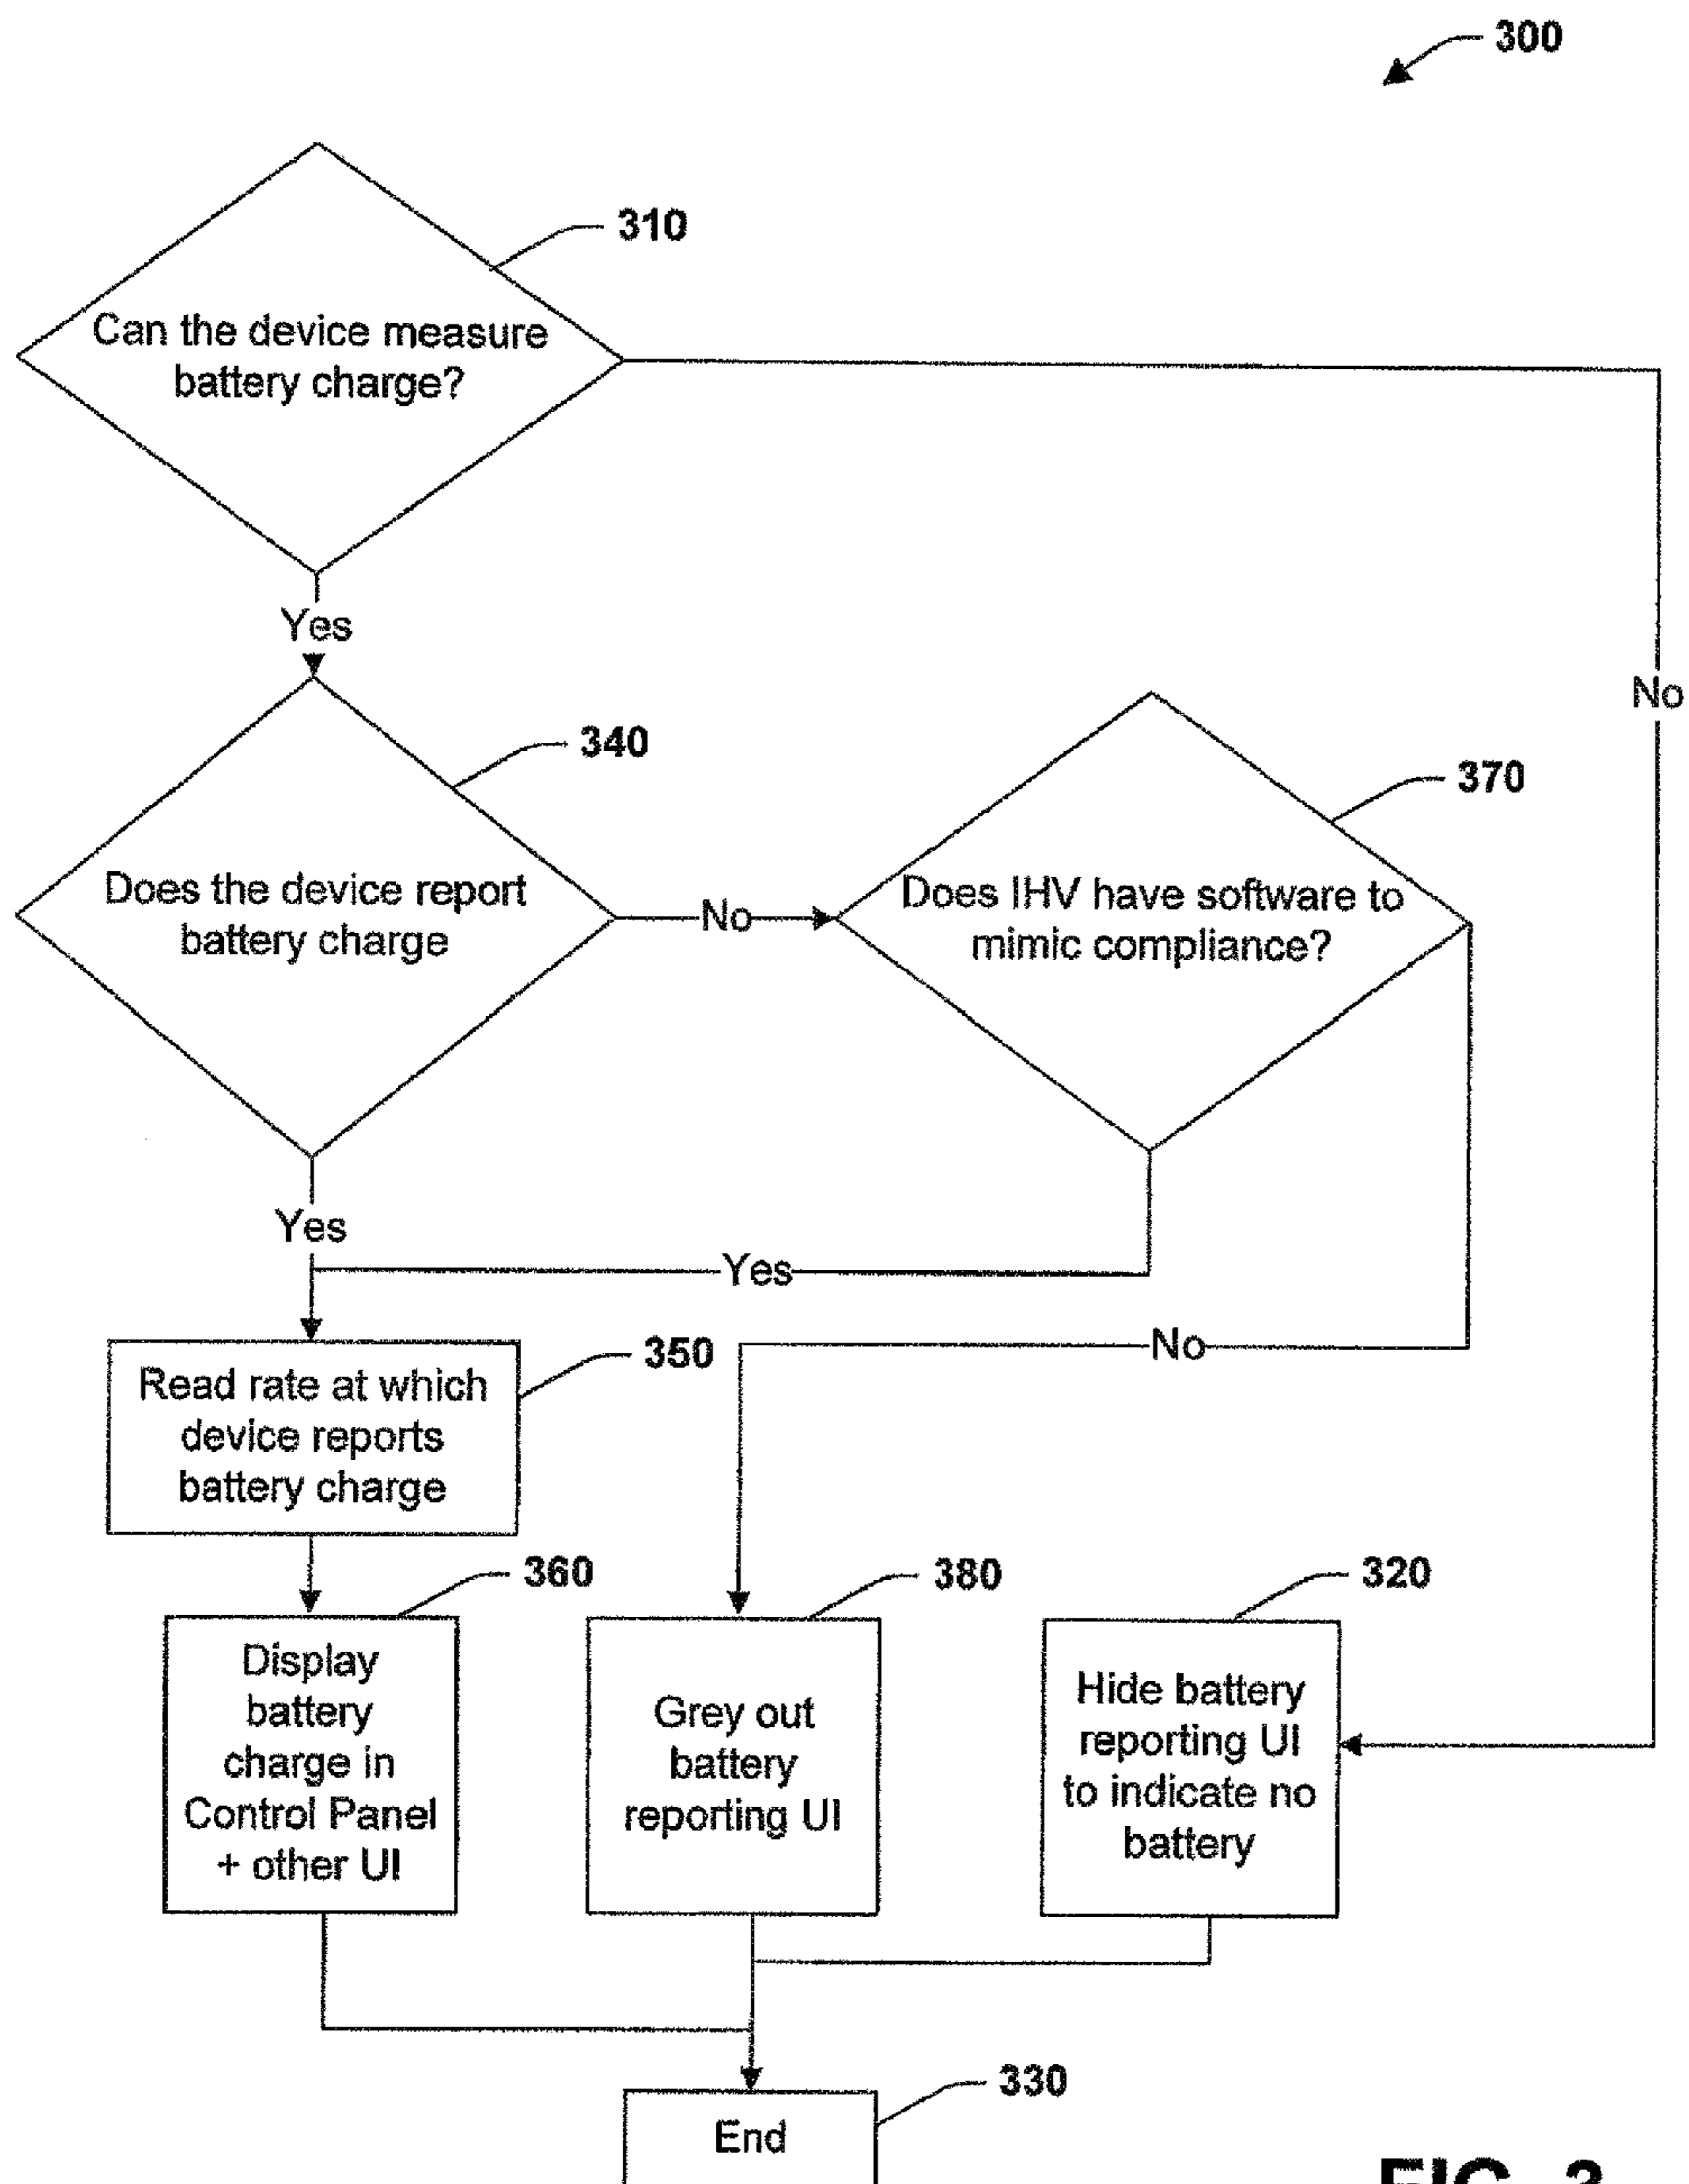 300
310
Can the device measure
battery charge?
Yes
No
340
370
Does the device report
battery charge
No
Does IHV have software to
mimic compliance?
Yes
Yes
No
350
Read rate at which
device reports
battery charge
360
380
320
Display
battery
charge in
Control Panel
+ other UI
Grey out
battery
reporting UI
Hide battery
reporting UI
to indicate no
battery
330
End
FIG. 3